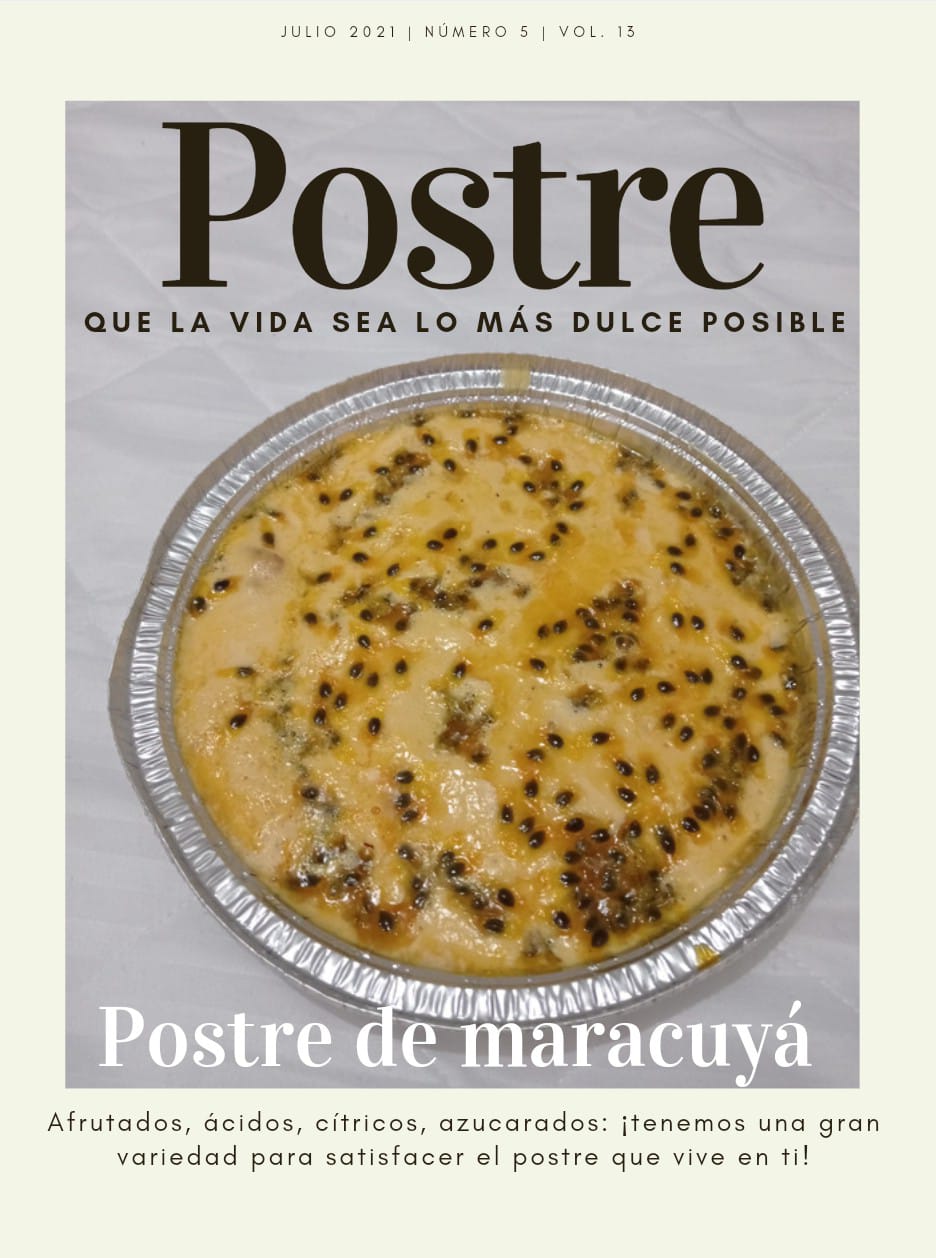 JULIO 2021 | NÚMERO 5 | VOL. 13
Postre
QUE LA VIDA SEA LO MÁS DULCE POSIBLE
Postre de maracuyá
Afrutados, ácidos, cítricos, azucarados: ¡tenemos una gran
variedad para satisfacer el postre que vive en ti!